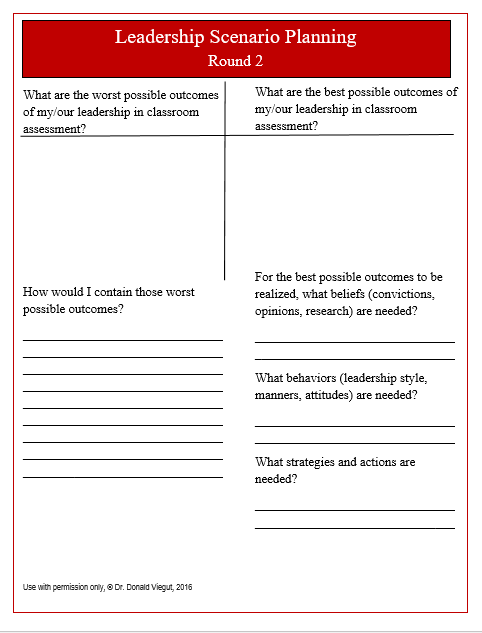 Leadership Scenario Planning
Round 2
What are the worst possible outcomes
of my/our leadership in classroom
assessment?
What are the best possible outcomes of
my/our leadership in classroom
assessment?
How would I contain those worst
possible outcomes?
For the best possible outcomes to be
realized, what beliefs (convictions,
opinions, research) are needed?
What behaviors (leadership style,
manners, attitudes) are needed?
What strategies and actions are
needed?
Use with permission only, © Dr. Donald Viegut, 2016